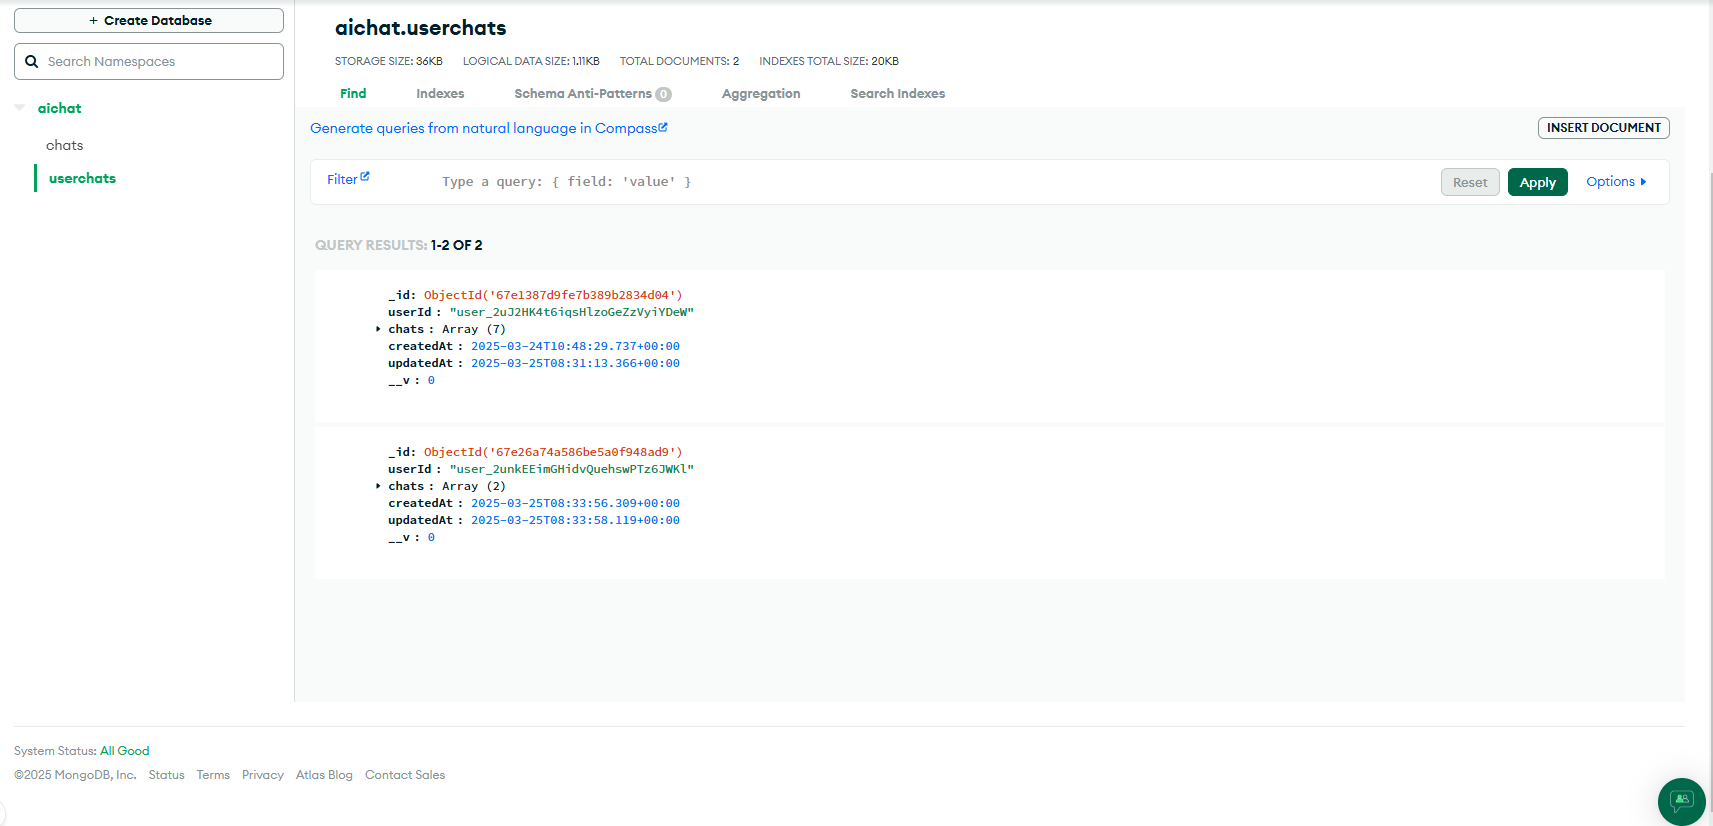 + Create Database
Search Namespaces
aichat
chats
userchats
aichat.userchats
STORAGE SIZE: 36KB LOGICAL DATA SIZE: 1.11KB TOTAL DOCUMENTS: 2 INDEXES TOTAL SIZE: 20KB
Find Indexes Schema Anti-Patterns 0 Aggregation Search Indexes
Generate queries from natural language in Compass
INSERT DOCUMENT
Filter Type a query: { field: 'value' } Reset Apply Options
QUERY RESULTS: 1-2 OF 2
_id: ObjectId('67e1387d9fe7b389b2834d04')
userId : "user_2uJ2HK4t6iqsHlzoGeZzVyiYDeW"
chats : Array (7)
createdAt : 2025-03-24T10:48:29.737+00:00
updatedAt : 2025-03-25T08:31:13.366+00:00
__v : 0
_id: ObjectId('67e26a74a586be5a0f948ad9')
userId : "user_2unkEEimGHidvQuehswPTz6JWKl"
chats : Array (2)
createdAt : 2025-03-25T08:33:56.309+00:00
updatedAt : 2025-03-25T08:33:58.119+00:00
__v : 0
System Status: All Good
©2025 MongoDB, Inc. Status Terms Privacy Atlas Blog Contact Sales